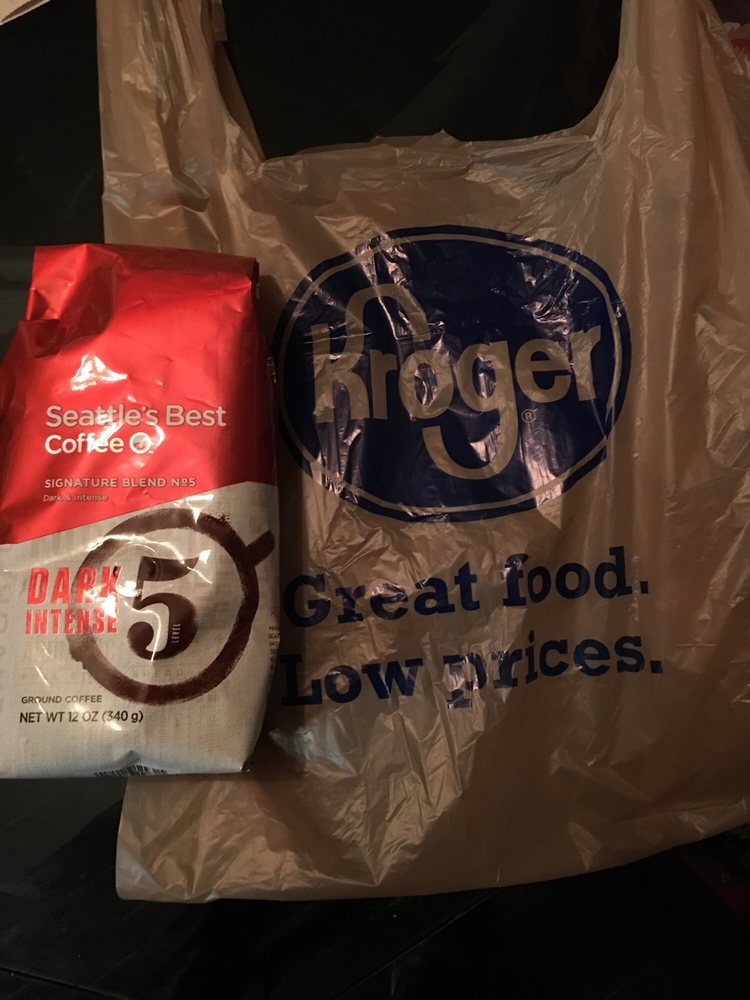 Seattle's Best
Coffee
SIGNATURE BLEND Nº5
Dark & Intense
DARK
INTENSE
5
LEVEL
GROUND COFFEE
NET WT 12 OZ (340 g)
Kroger
®
Great food.
Low prices.